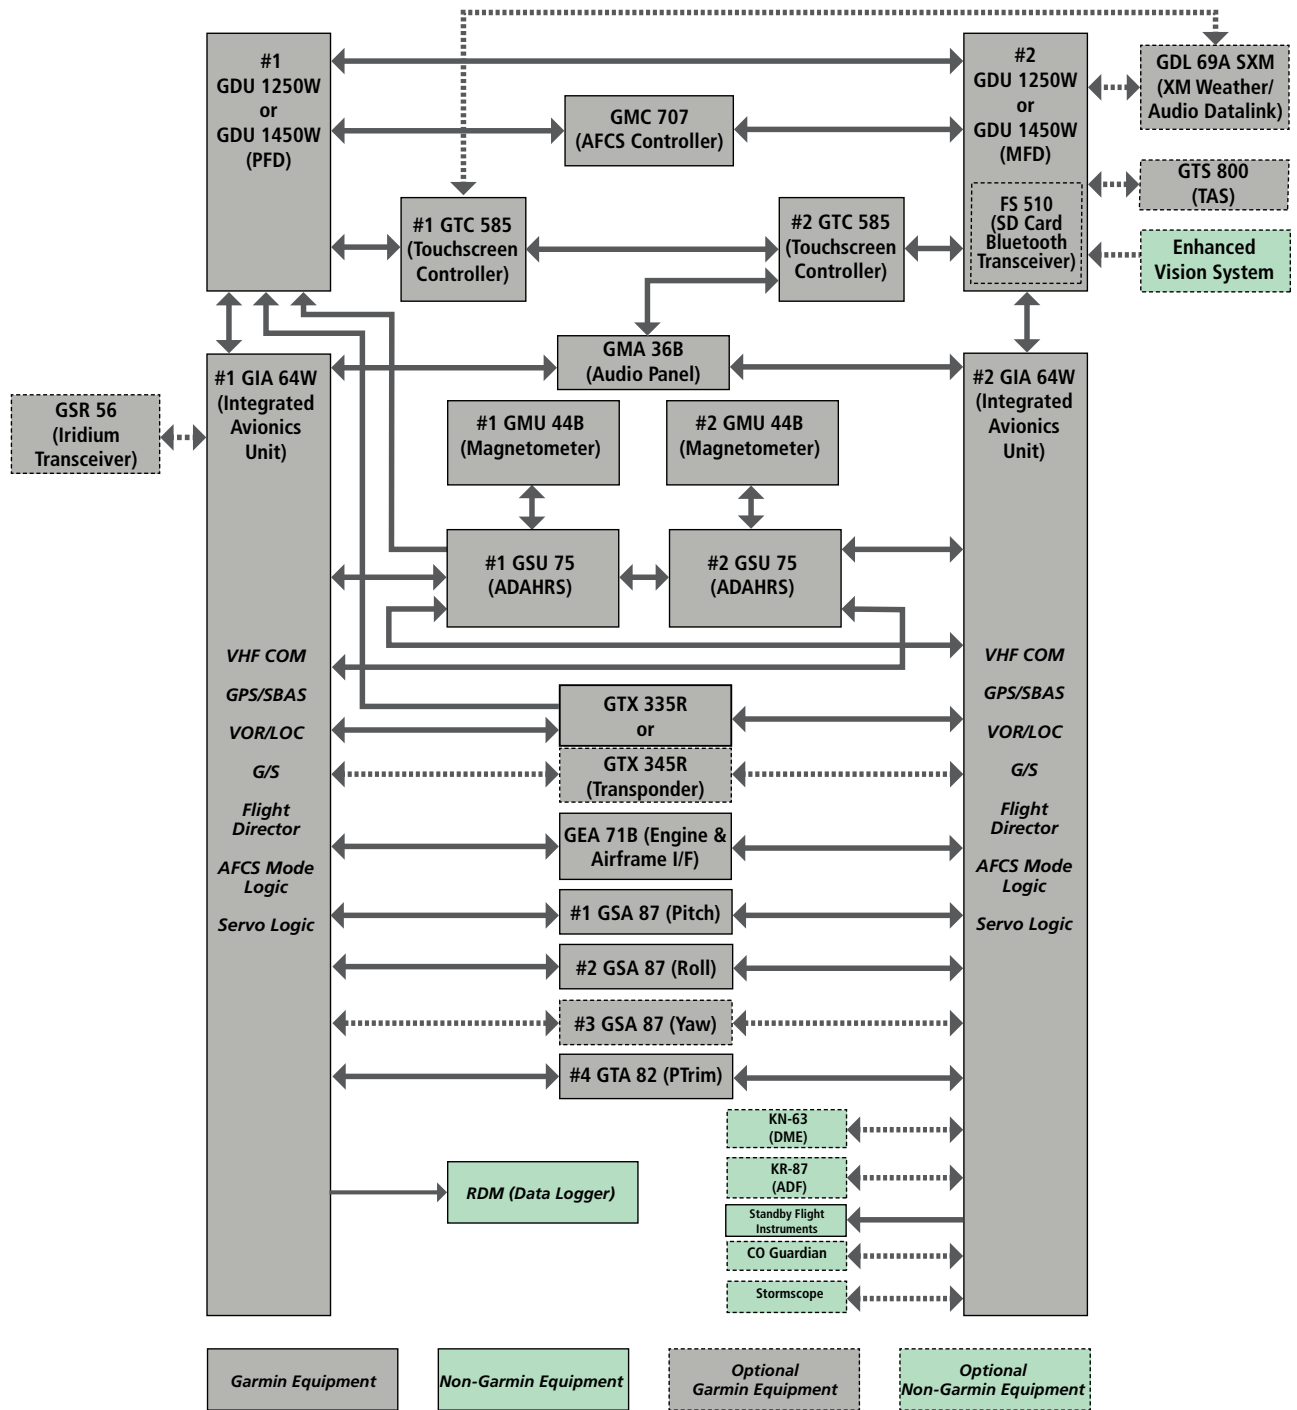 #1
GDU 1250W
or
GDU 1450W
(PFD)
GMC 707
(AFCS Controller)
#2
GDU 1250W
or
GDU 1450W
(MFD)
FS 510
(SD Card
Bluetooth
Transceiver)
GDL 69A SXM
(XM Weather/
Audio Datalink)
GTS 800
(TAS)
Enhanced
Vision System
#1 GTC 585
(Touchscreen
Controller)
#2 GTC 585
(Touchscreen
Controller)
GMA 36B
(Audio Panel)
GSR 56
(Iridium
Transceiver)
#1 GIA 64W
(Integrated
Avionics
Unit)
VHF COM
GPS/SBAS
VOR/LOC
G/S
Flight
Director
AFCS Mode
Logic
Servo Logic
#1 GMU 44B
(Magnetometer)
#2 GMU 44B
(Magnetometer)
#1 GSU 75
(ADAHRS)
#2 GSU 75
(ADAHRS)
GTX 335R
or
GTX 345R
(Transponder)
GEA 71B (Engine &
Airframe I/F)
#1 GSA 87 (Pitch)
#2 GSA 87 (Roll)
#3 GSA 87 (Yaw)
#4 GTA 82 (PTrim)
#2 GIA 64W
(Integrated
Avionics
Unit)
VHF COM
GPS/SBAS
VOR/LOC
G/S
Flight
Director
AFCS Mode
Logic
Servo Logic
RDM (Data Logger)
KN-63
(DME)
KR-87
(ADF)
Standby Flight
Instruments
CO Guardian
Stormscope
Garmin Equipment
Non-Garmin Equipment
Optional
Garmin Equipment
Optional
Non-Garmin Equipment